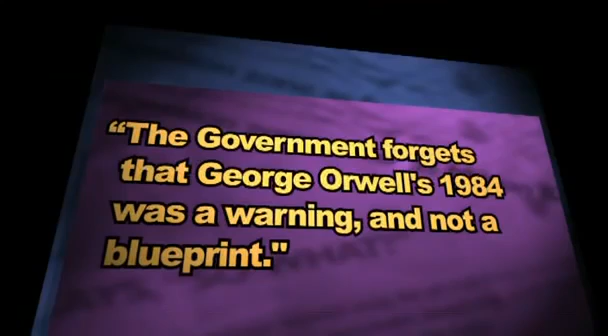 “The Government forgets
that George Orwell's 1984
was a warning, and not a
blueprint."